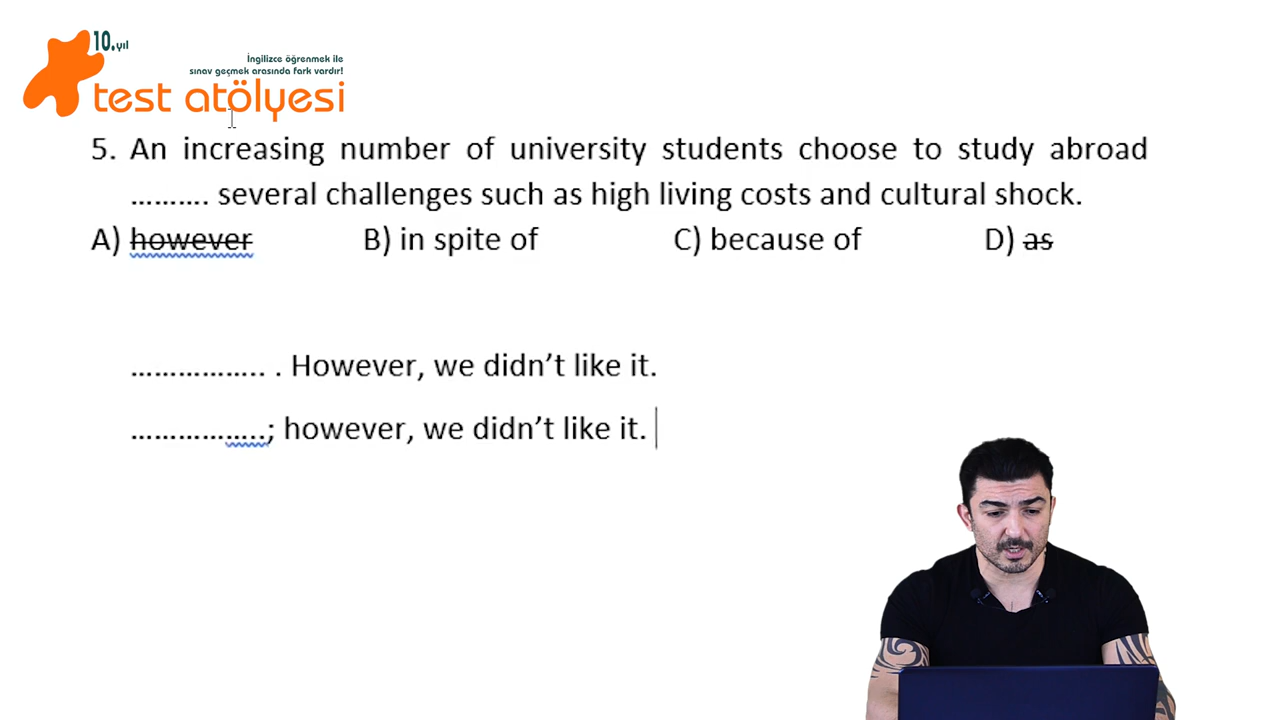 10.yıl
İngilizce öğrenmek ile
sınav geçmek arasında fark vardır!
test atölyesi
5. An increasing number of university students choose to study abroad
………. several challenges such as high living costs and cultural shock.
A) however B) in spite of C) because of D) as
…………….. . However, we didn’t like it.
……………..; however, we didn’t like it.